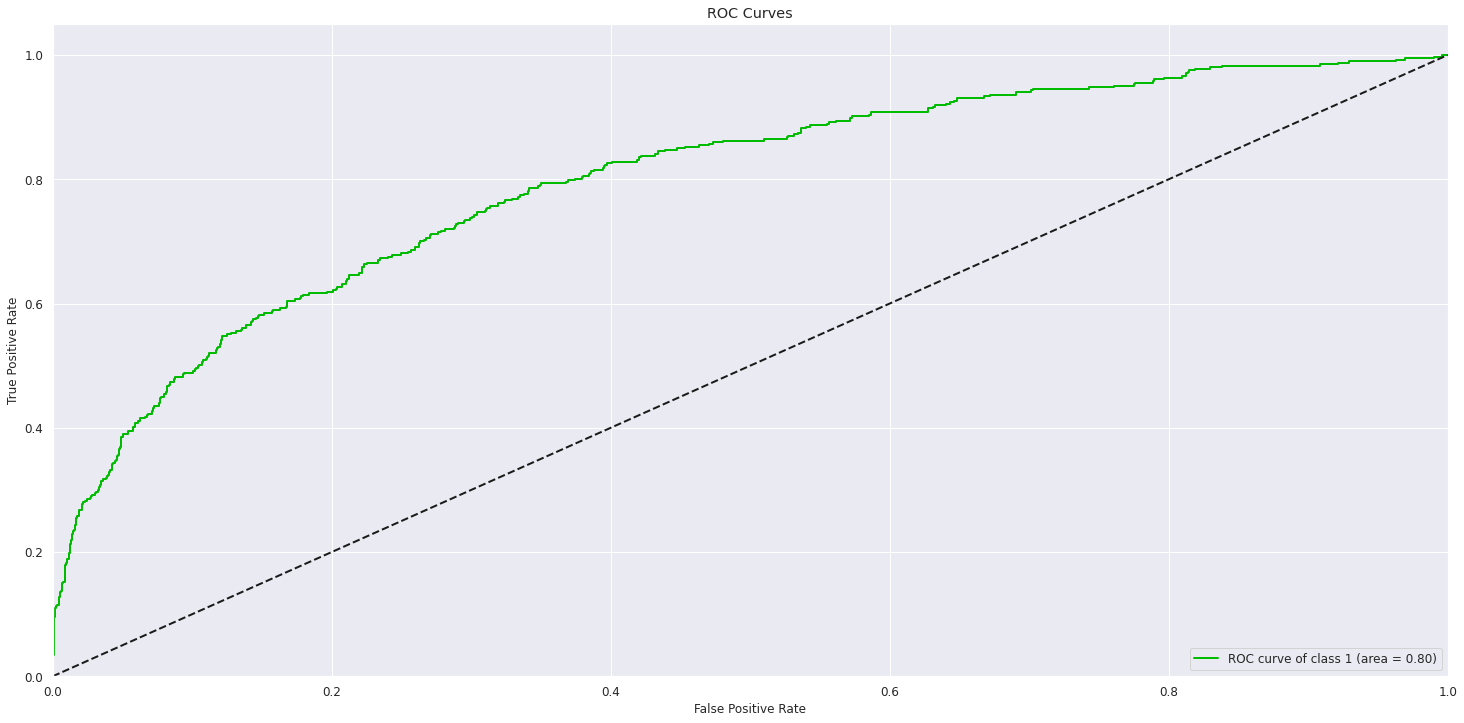 ROC Curves
1.0
0.8
0.6
0.4
0.2
0.0
True Positive Rate
ROC curve of class 1 (area = 0.80)
0.0 0.2 0.4 0.6 0.8 1.0
False Positive Rate